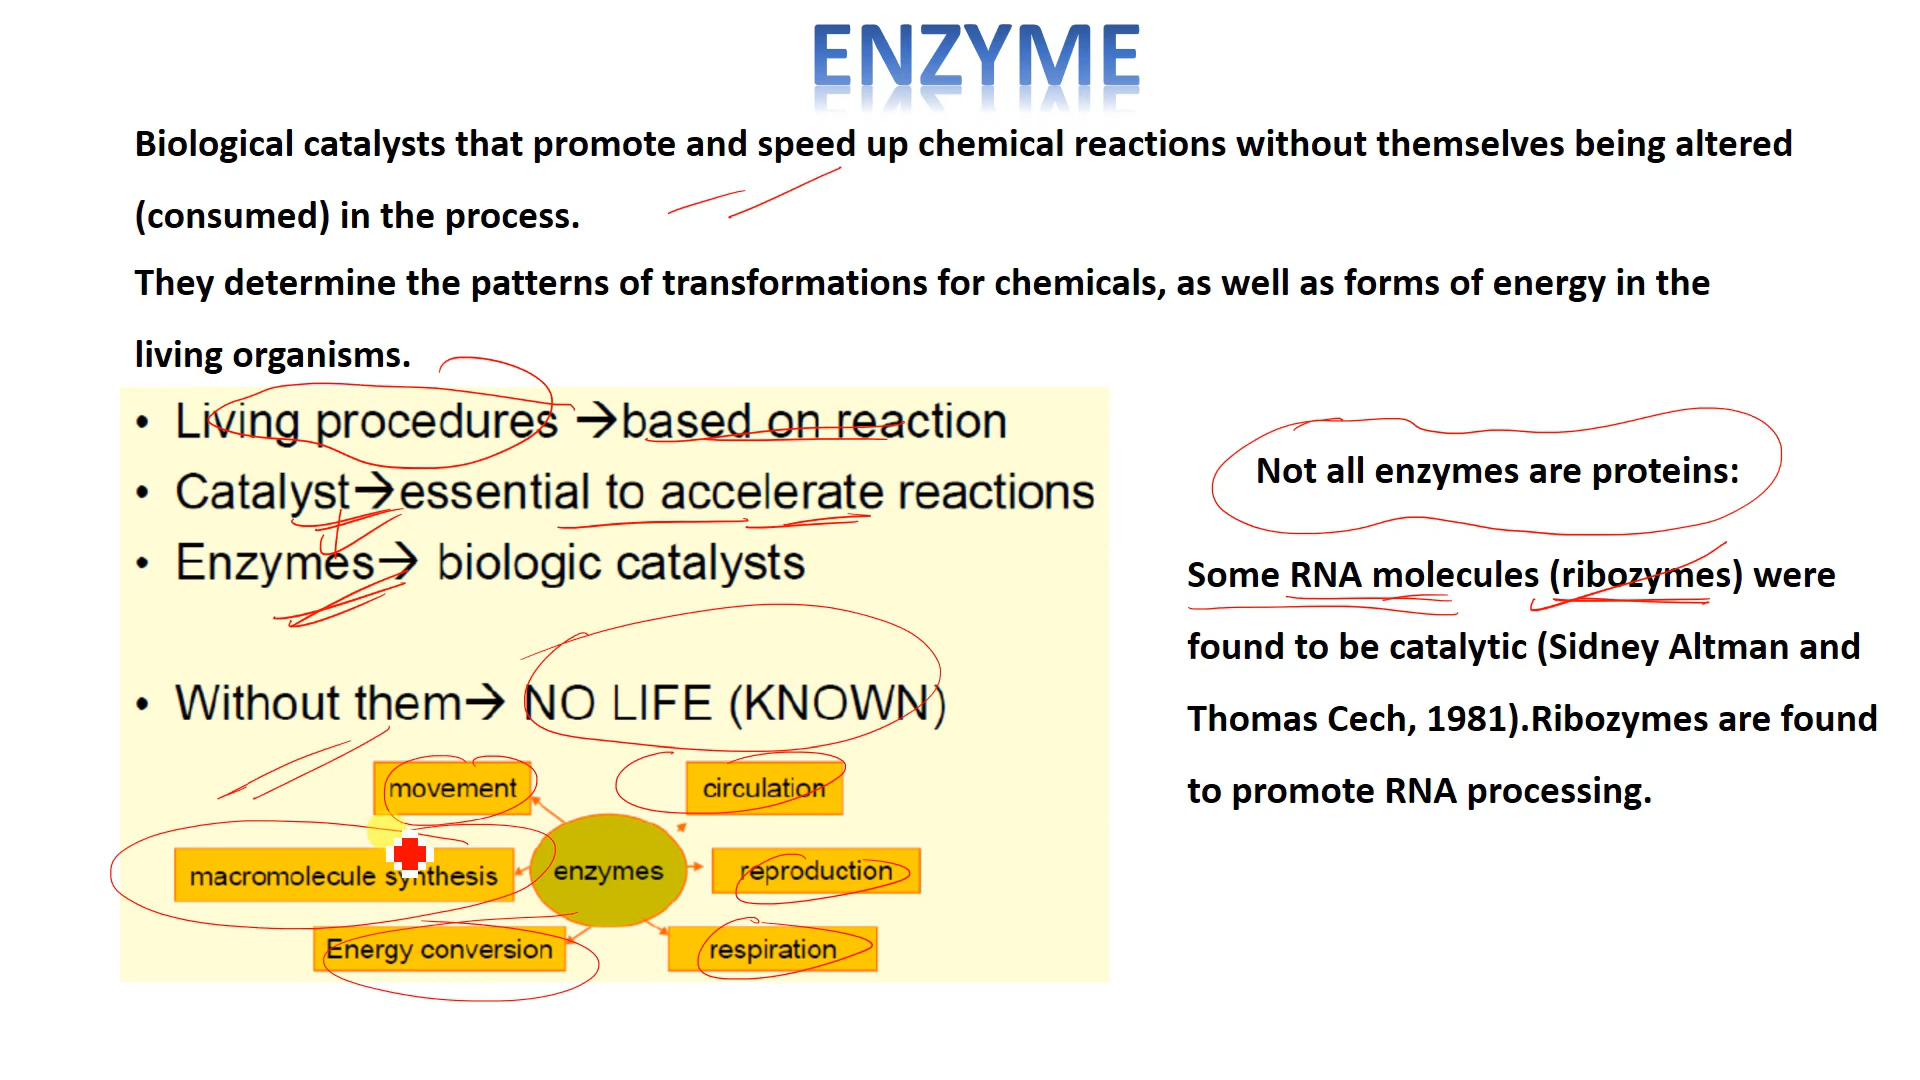 ENZYME
Biological catalysts that promote and speed up chemical reactions without themselves being altered
(consumed) in the process.
They determine the patterns of transformations for chemicals, as well as forms of energy in the
living organisms.
• Living procedures →based on reaction
• Catalyst→essential to accelerate reactions
• Enzymes→ biologic catalysts
• Without them→ NO LIFE (KNOWN)
movement
circulation
macromolecule synthesis
enzymes
reproduction
Energy conversion
respiration
Not all enzymes are proteins:
Some RNA molecules (ribozymes) were
found to be catalytic (Sidney Altman and
Thomas Cech, 1981).Ribozymes are found
to promote RNA processing.